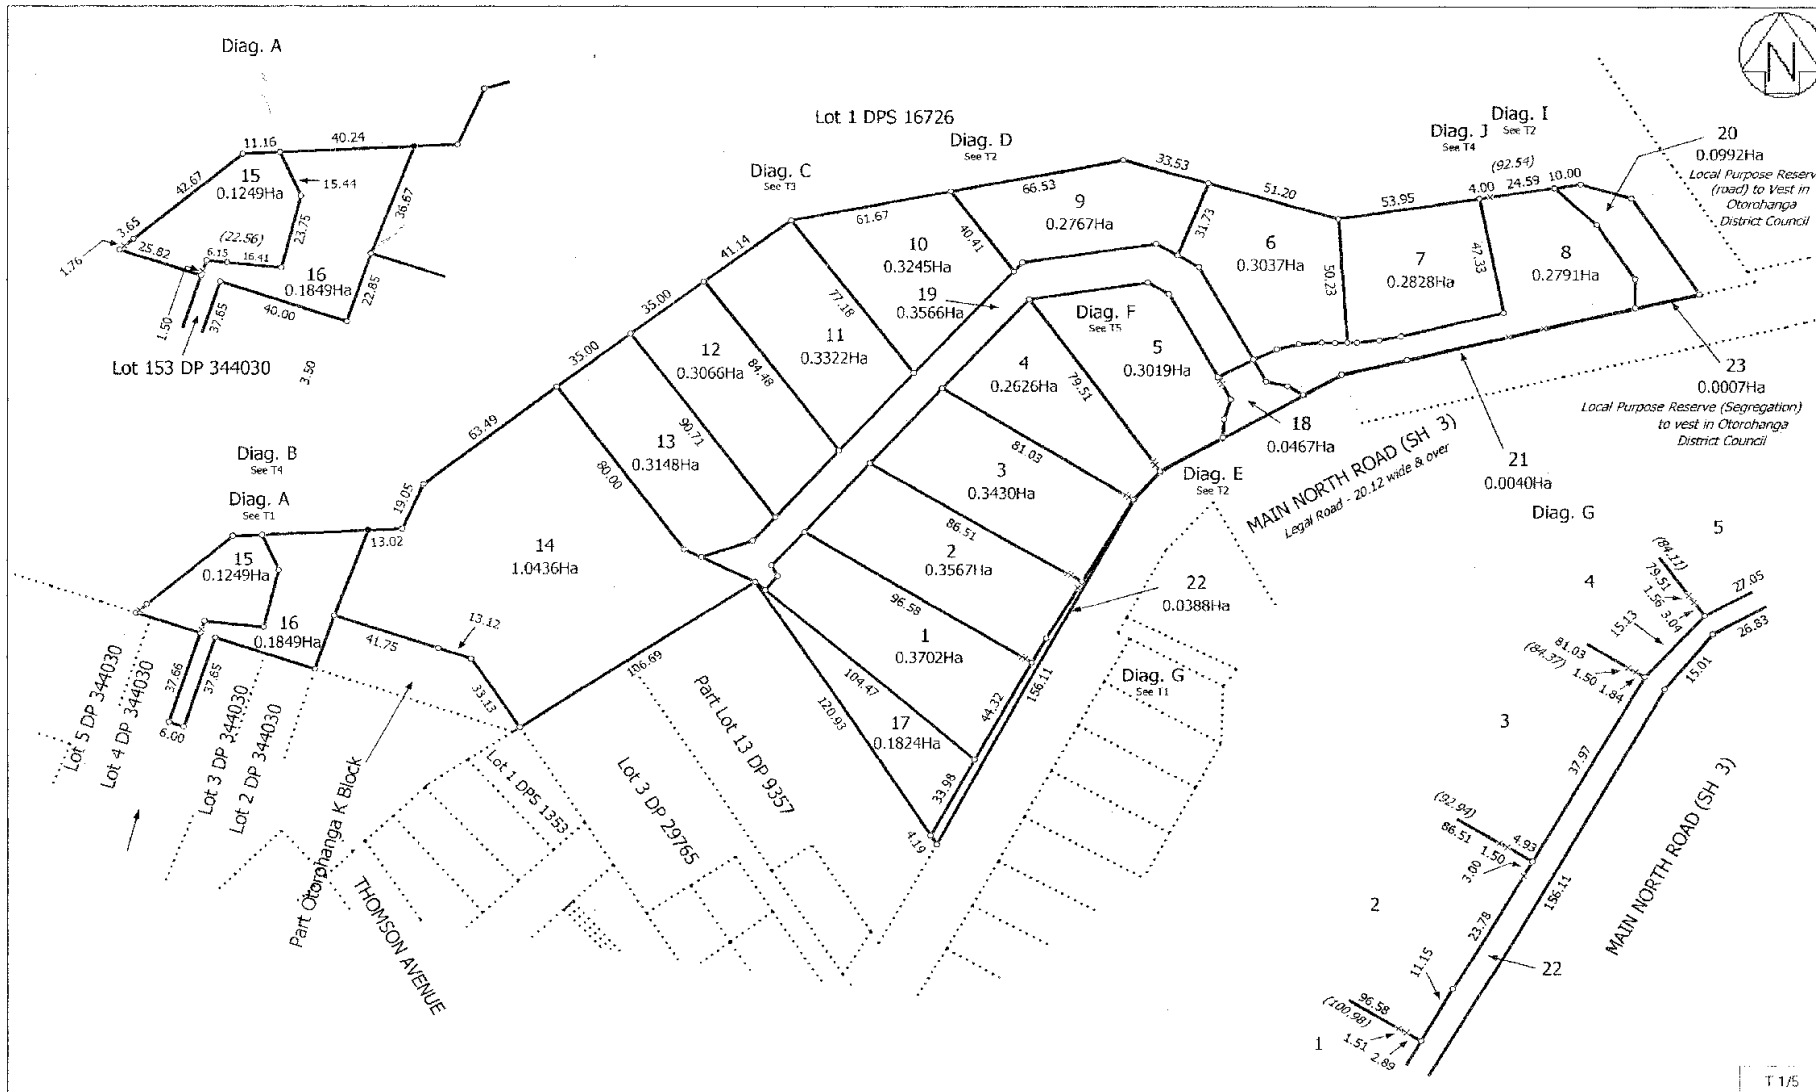 Diag. A
11.16
40.24
15
0.1249Ha
15.44
42.67
36.67
3.65
23.75
(22.56)
6.15
16.41
25.82
1.76
16
0.1849Ha
22.85
1.50
37.65
40.00
Lot 153 DP 344030
3.50
N
Lot 1 DPS 16726
Diag. C
See T3
Diag. D
See T2
Diag. J
See T4
Diag. I
See T2
20
0.0992Ha
Local Purpose Reserve
(road) to Vest in
Otorohanga
District Council
33.53
66.53
51.20
61.67
41.14
35.00
35.00
63.49
53.95
4.00
(92.54)
24.59
10.00
9
0.2767Ha
31.73
40.41
10
0.3245Ha
6
0.3037Ha
50.23
7
0.2828Ha
47.33
8
0.2791Ha
19
0.3566Ha
77.18
11
0.3322Ha
Diag. F
See T5
12
0.3066Ha
84.48
4
0.2626Ha
79.51
5
0.3019Ha
23
0.0007Ha
Local Purpose Reserve (Segregation)
to vest in Otorohanga
District Council
18
0.0467Ha
90.71
13
0.3148Ha
80.00
81.03
3
0.3430Ha
MAIN NORTH ROAD (SH 3)
Legal Road - 20.12 wide & over
21
0.0040Ha
Diag. E
See T2
Diag. B
See T4
Diag. A
See T1
19.05
13.02
15
0.1249Ha
14
1.0436Ha
86.51
2
0.3567Ha
22
0.0388Ha
96.58
1
0.3702Ha
16
0.1849Ha
13.12
41.75
33.13
106.69
104.47
156.11
44.32
17
0.1824Ha
120.93
33.98
4.19
37.66
37.65
6.00
Lot 5 DP 344030
Lot 4 DP 344030
Lot 3 DP 344030
Lot 2 DP 344030
Part Otorohanga K Block
THOMSON AVENUE
Lot 1 DPS 1353
Lot 3 DP 29765
Part Lot 13 DP 9357
Diag. G
See T1
Diag. G
5
(84.11)
79.51
1.56
3.04
27.05
26.83
4
15.13
15.01
81.03
(84.37)
1.50
1.84
3
37.97
(92.94)
86.51
1.50
4.93
3.00
MAIN NORTH ROAD (SH 3)
2
156.11
23.78
22
11.15
96.58
(100.98)
1.51
2.89
1
T 1/5